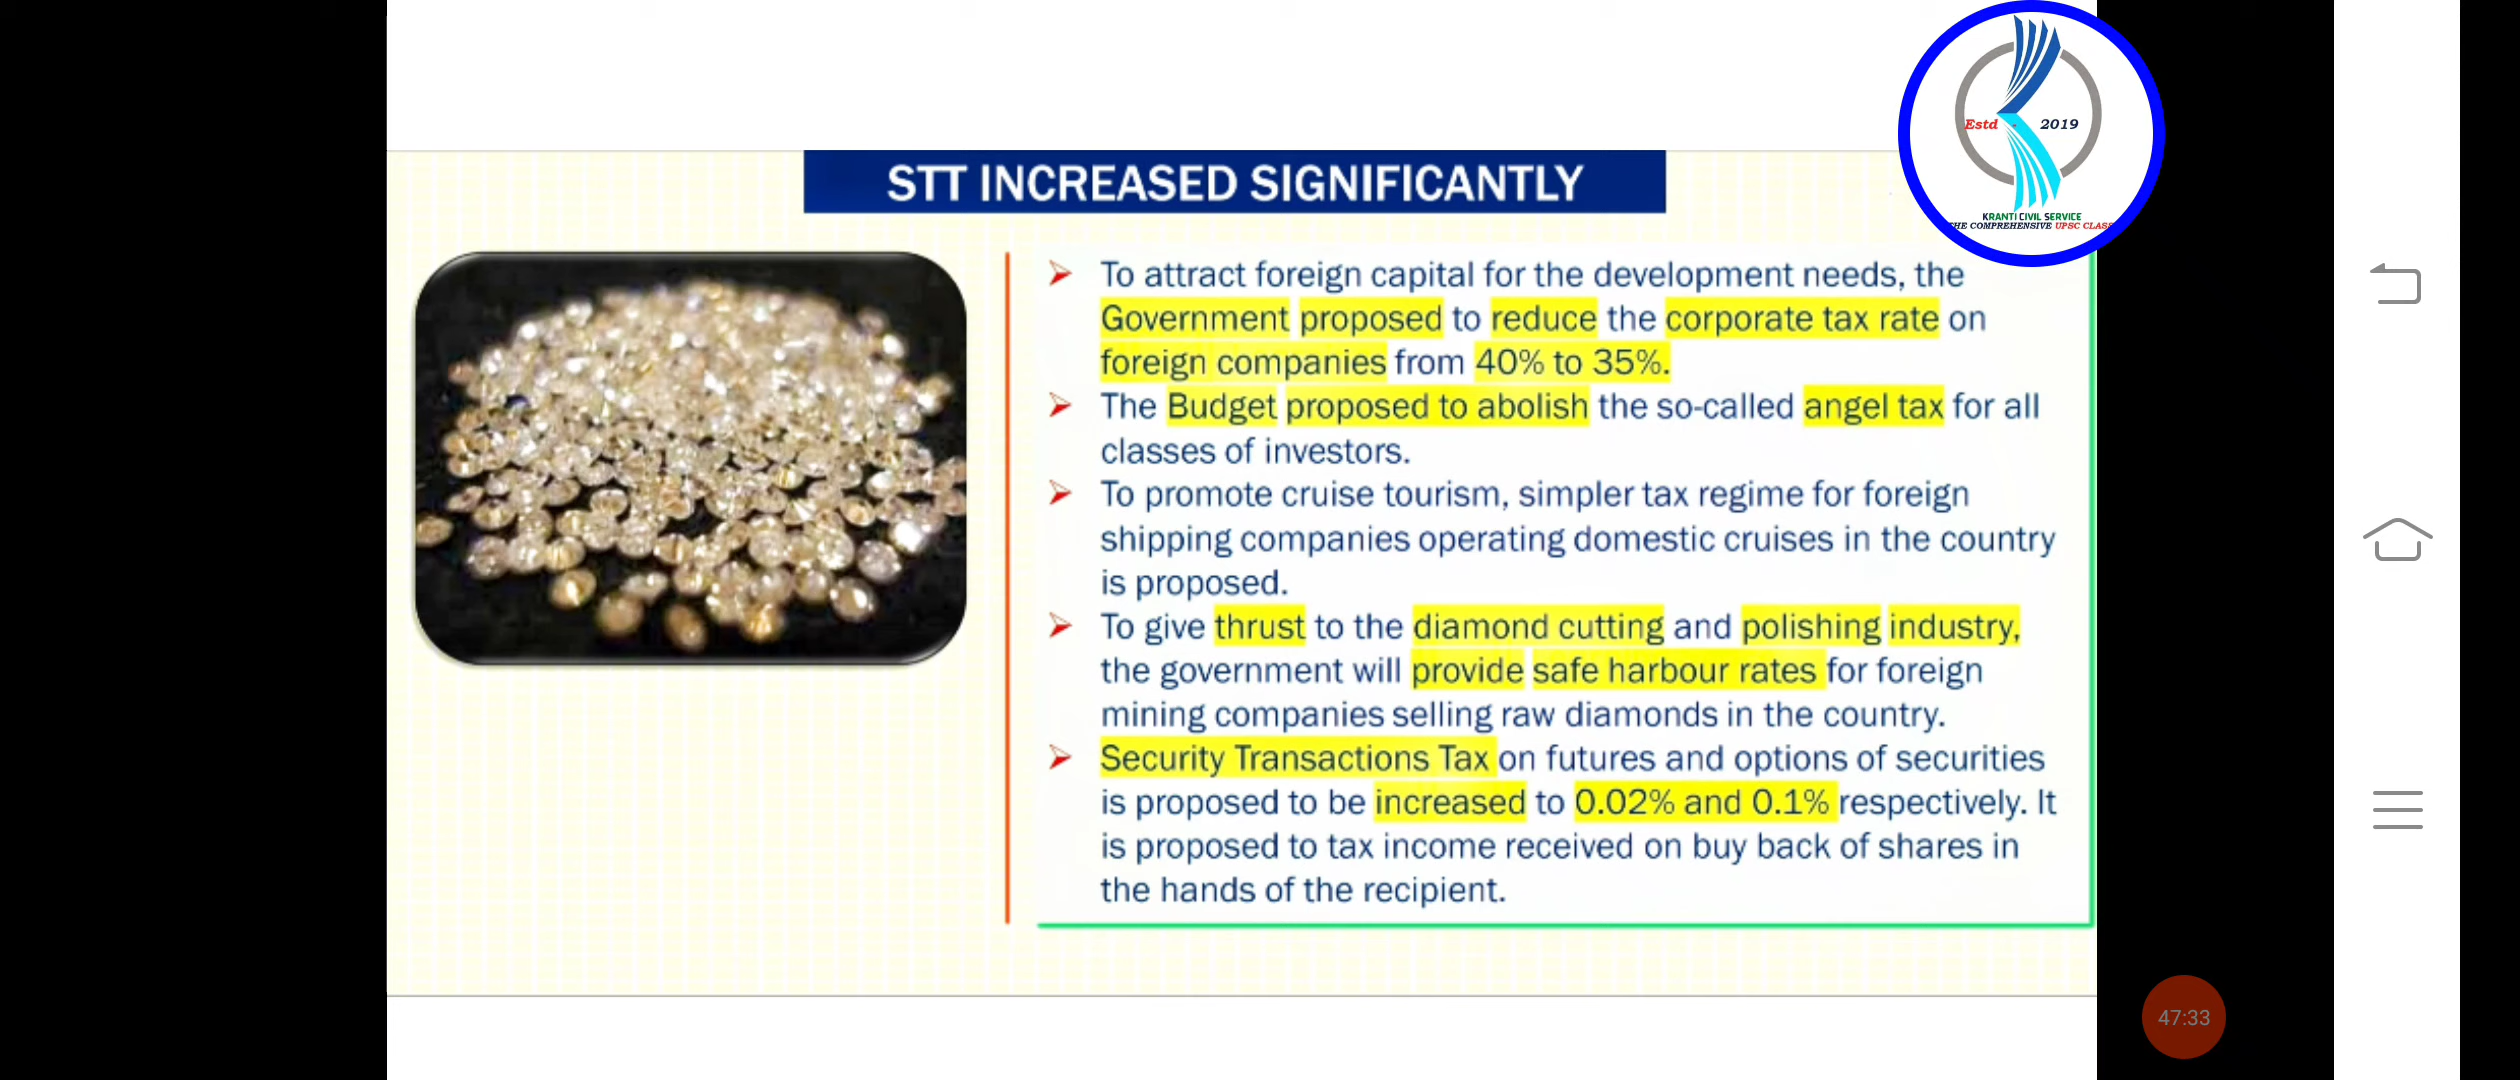 Estd 2019
KRANTI CIVIL SERVICE
THE COMPREHENSIVE UPSC CLASS
STT INCREASED SIGNIFICANTLY
To attract foreign capital for the development needs, the
Government proposed to reduce the corporate tax rate on
foreign companies from 40% to 35%.
The Budget proposed to abolish the so-called angel tax for all
classes of investors.
To promote cruise tourism, simpler tax regime for foreign
shipping companies operating domestic cruises in the country
is proposed.
To give thrust to the diamond cutting and polishing industry,
the government will provide safe harbour rates for foreign
mining companies selling raw diamonds in the country.
Security Transactions Tax on futures and options of securities
is proposed to be increased to 0.02% and 0.1% respectively. It
is proposed to tax income received on buy back of shares in
the hands of the recipient.
47:33